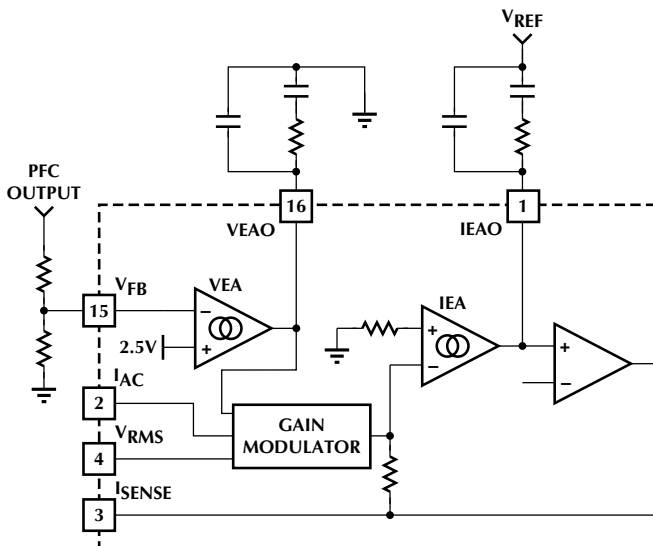 VREF
PFC
OUTPUT
16
1
VEAO
IEAO
VFB
VEA
IEA
15
−
+
2.5V
+
−
+
−
IAC
2
GAIN
MODULATOR
VRMS
4
ISENSE
3